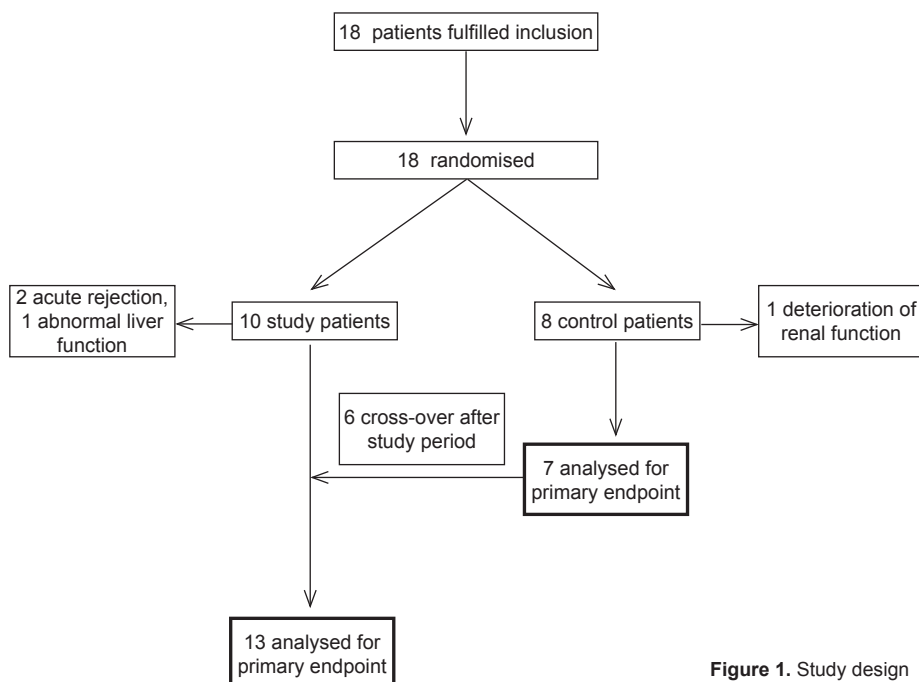 18 patients fulfilled inclusion
18 randomised
2 acute rejection,
1 abnormal liver
function
10 study patients
8 control patients
1 deterioration of
renal function
6 cross-over after
study period
7 analysed for
primary endpoint
13 analysed for
primary endpoint
Figure 1. Study design